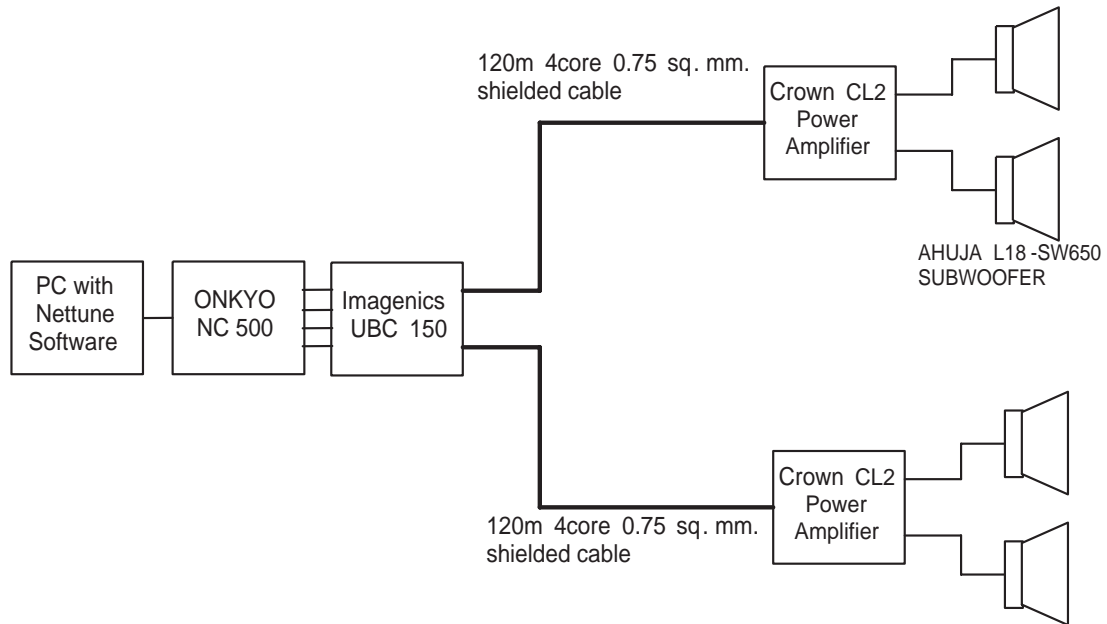 120m 4core 0.75 sq. mm.
shielded cable
Crown CL2
Power
Amplifier
AHUJA L18 -SW650
SUBWOOFER
PC with
Nettune
Software
ONKYO
NC 500
Imagenics
UBC 150
120m 4core 0.75 sq. mm.
shielded cable
Crown CL2
Power
Amplifier